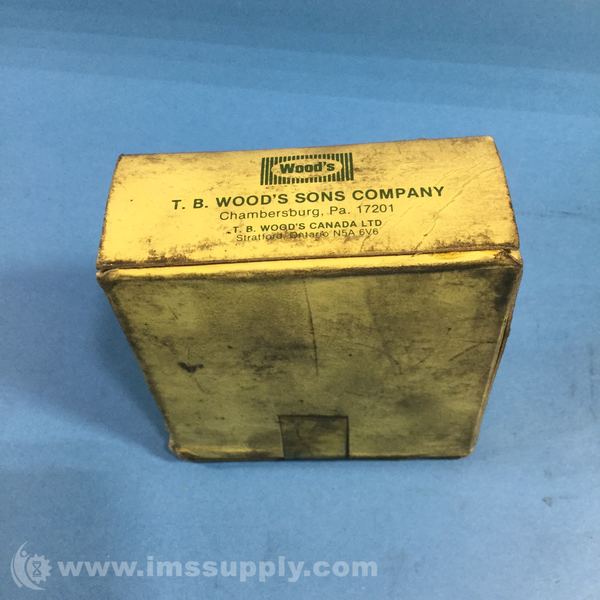 Wood's
T. B. WOOD'S SONS COMPANY
Chambersburg, Pa. 17201
T. B. WOOD'S CANADA LTD
Stratford, Ontario N5A 6V6
www.imssupply.com